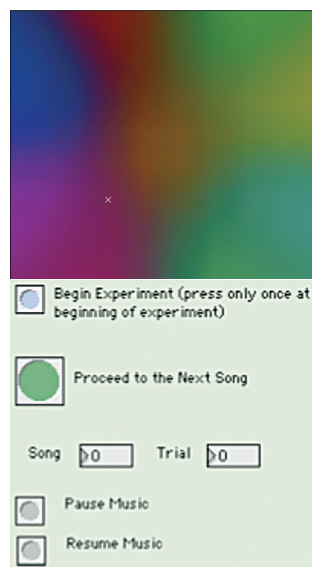 Begin Experiment (press only once at
beginning of experiment)
Proceed to the Next Song
Song 0 Trial 0
Pause Music
Resume Music